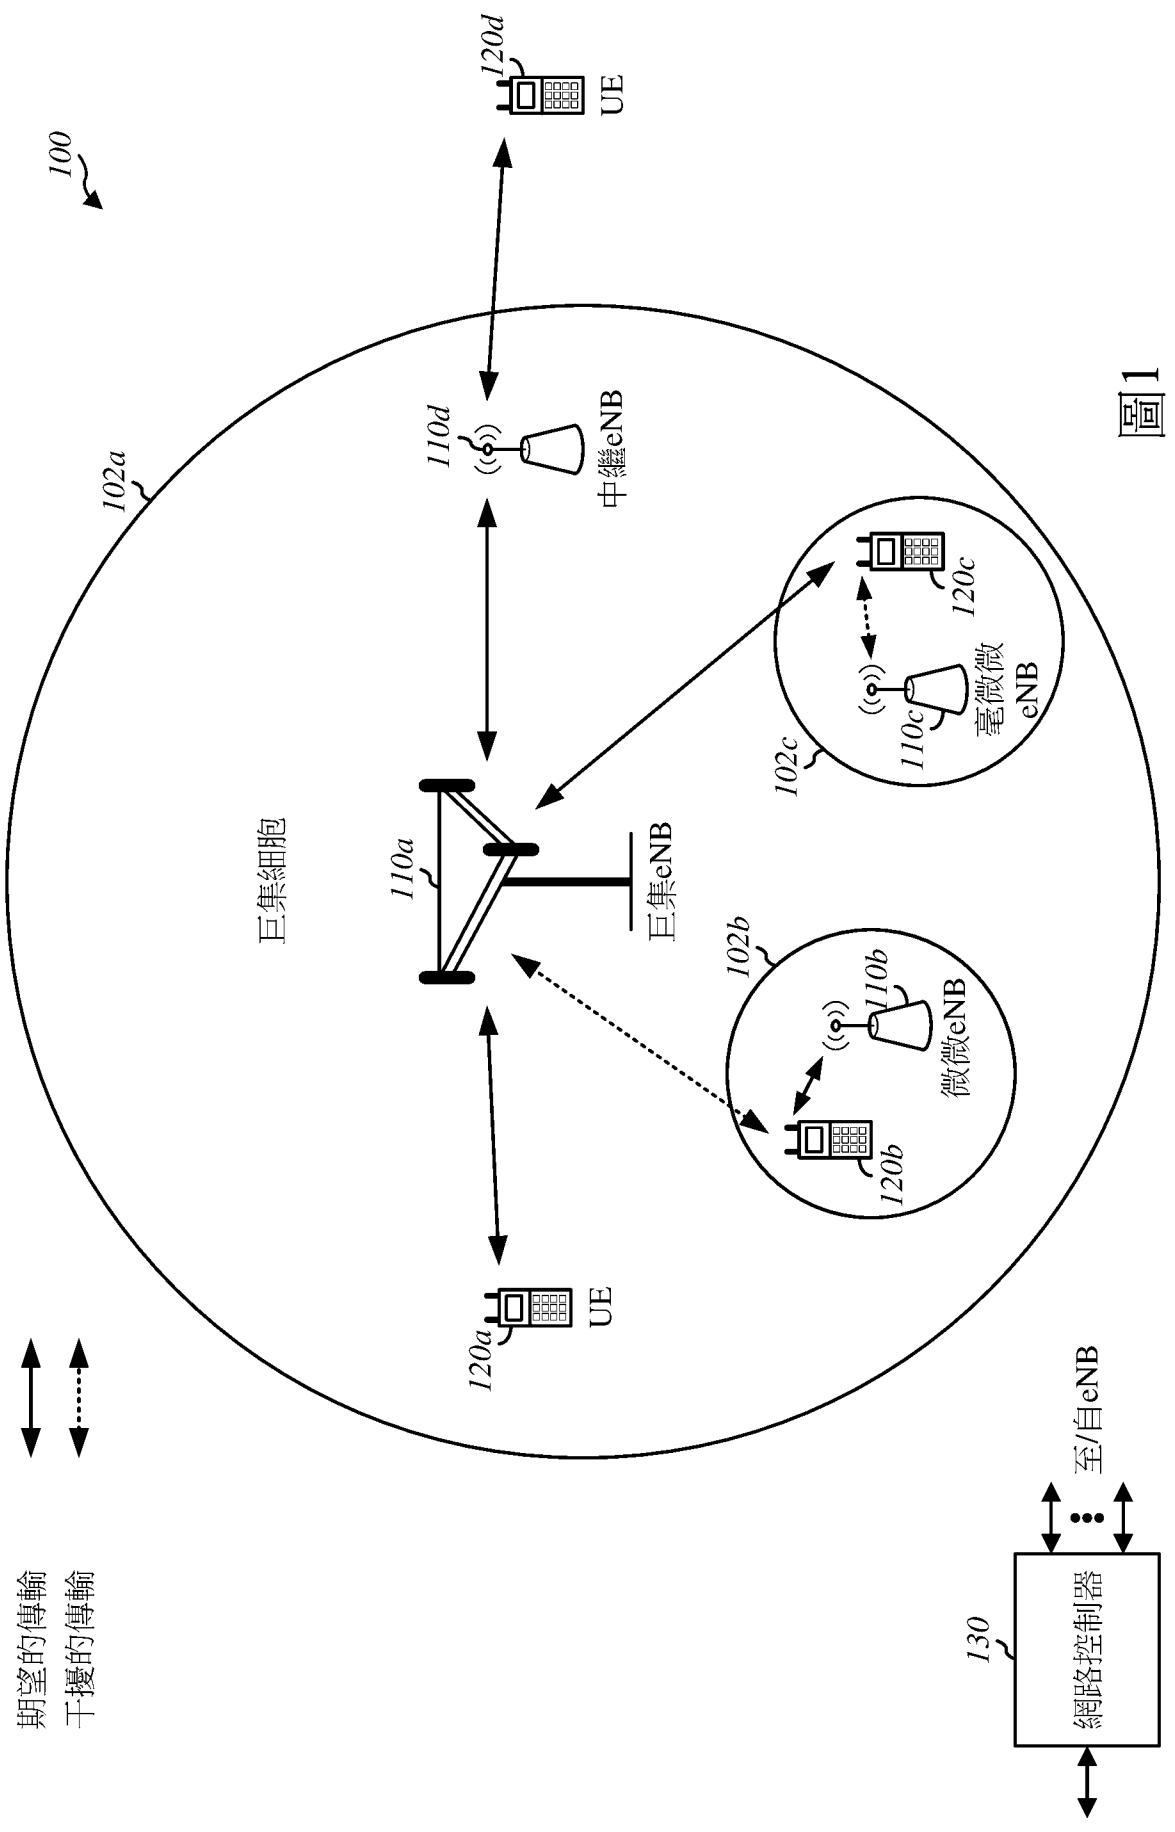 期望的傳輸
干擾的傳輸
100
102a
巨集細胞
110a
巨集eNB
120a
UE
110d
中繼eNB
120d
UE
102b
110b
120b
微微eNB
102c
110c
120c
毫微微
eNB
130
網路控制器
至/自eNB
圖1